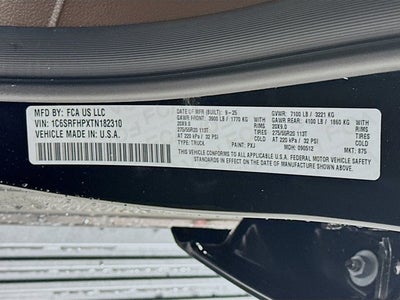 MFD BY: FCA US LLC
VIN: 1C6SRFHPXTN182310
VEHICLE MADE IN: U.S.A.
DATE OF MFR (BUILT): 9-25
GAWR FRONT: 3900 LB / 1770 KG
20X9.0
275/55R20 113T
AT 220 kPa / 32 PSI
TYPE: TRUCK
PAINT: PXJ
GVWR: 7100 LB / 3221 KG
GAWR REAR: 4100 LB / 1860 KG
20X9.0
275/55R20 113T
AT 220 kPa / 32 PSI
MDH: 090512
MKT: 875
THIS VEHICLE CONFORMS TO ALL APPLICABLE U.S.A. FEDERAL MOTOR VEHICLE SAFETY
STANDARDS IN EFFECT ON THE DATE OF MANUFACTURE SHOWN ABOVE.